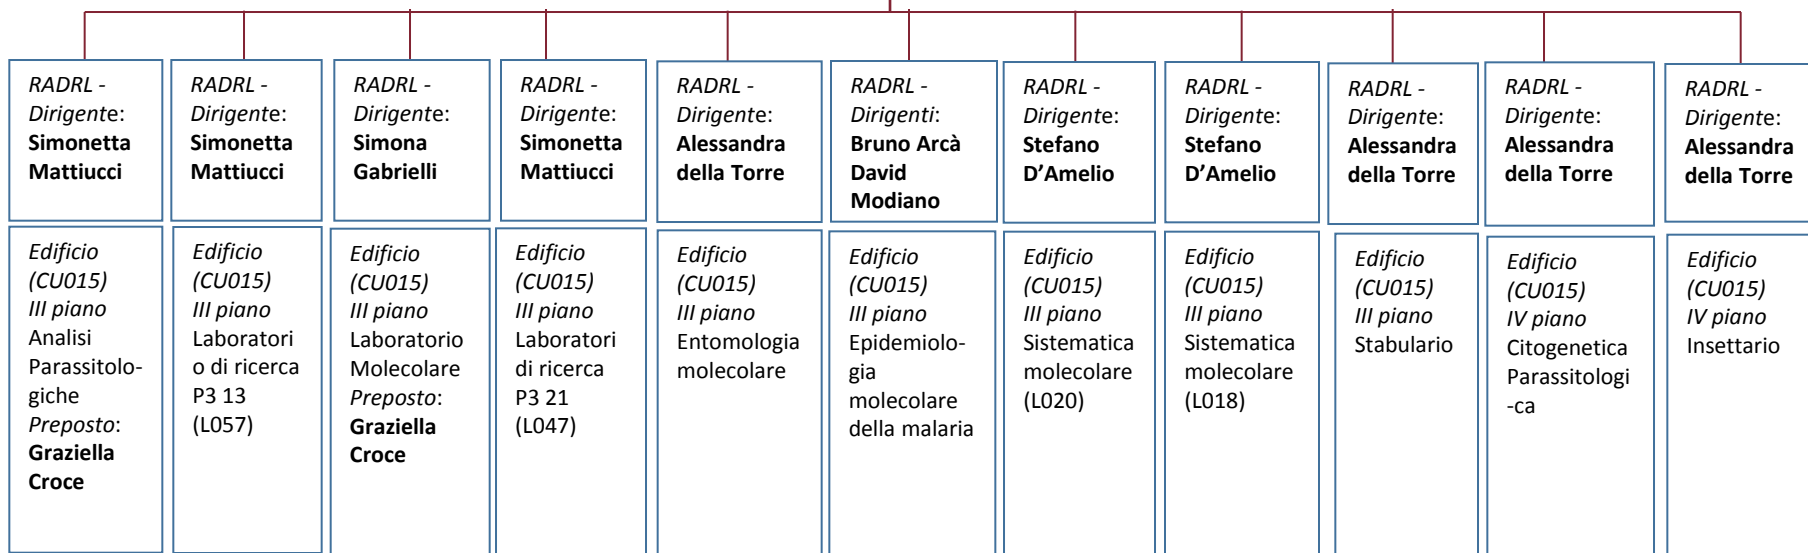 RADRL -
Dirigente:
Simonetta
Mattiucci
RADRL -
Dirigente:
Simonetta
Mattiucci
RADRL -
Dirigente:
Simona
Gabrielli
RADRL -
Dirigente:
Simonetta
Mattiucci
RADRL -
Dirigente:
Alessandra
della Torre
RADRL -
Dirigenti:
Bruno Arcà
David
Modiano
RADRL -
Dirigente:
Stefano
D’Amelio
RADRL -
Dirigente:
Stefano
D’Amelio
RADRL -
Dirigente:
Alessandra
della Torre
RADRL -
Dirigente:
Alessandra
della Torre
RADRL -
Dirigente:
Alessandra
della Torre
Edificio
(CU015)
III piano
Analisi
Parassitolo-
giche
Preposto:
Graziella
Croce
Edificio
(CU015)
III piano
Laboratori
o di ricerca
P3 13
(L057)
Edificio
(CU015)
III piano
Laboratorio
Molecolare
Preposto:
Graziella
Croce
Edificio
(CU015)
III piano
Laboratori
di ricerca
P3 21
(L047)
Edificio
(CU015)
III piano
Entomologia
molecolare
Edificio
(CU015)
III piano
Epidemiolo-
gia
molecolare
della malaria
Edificio
(CU015)
III piano
Sistematica
molecolare
(L020)
Edificio
(CU015)
III piano
Sistematica
molecolare
(L018)
Edificio
(CU015)
III piano
Stabulario
Edificio
(CU015)
IV piano
Citogenetica
Parassitologi
-ca
Edificio
(CU015)
IV piano
Insettario